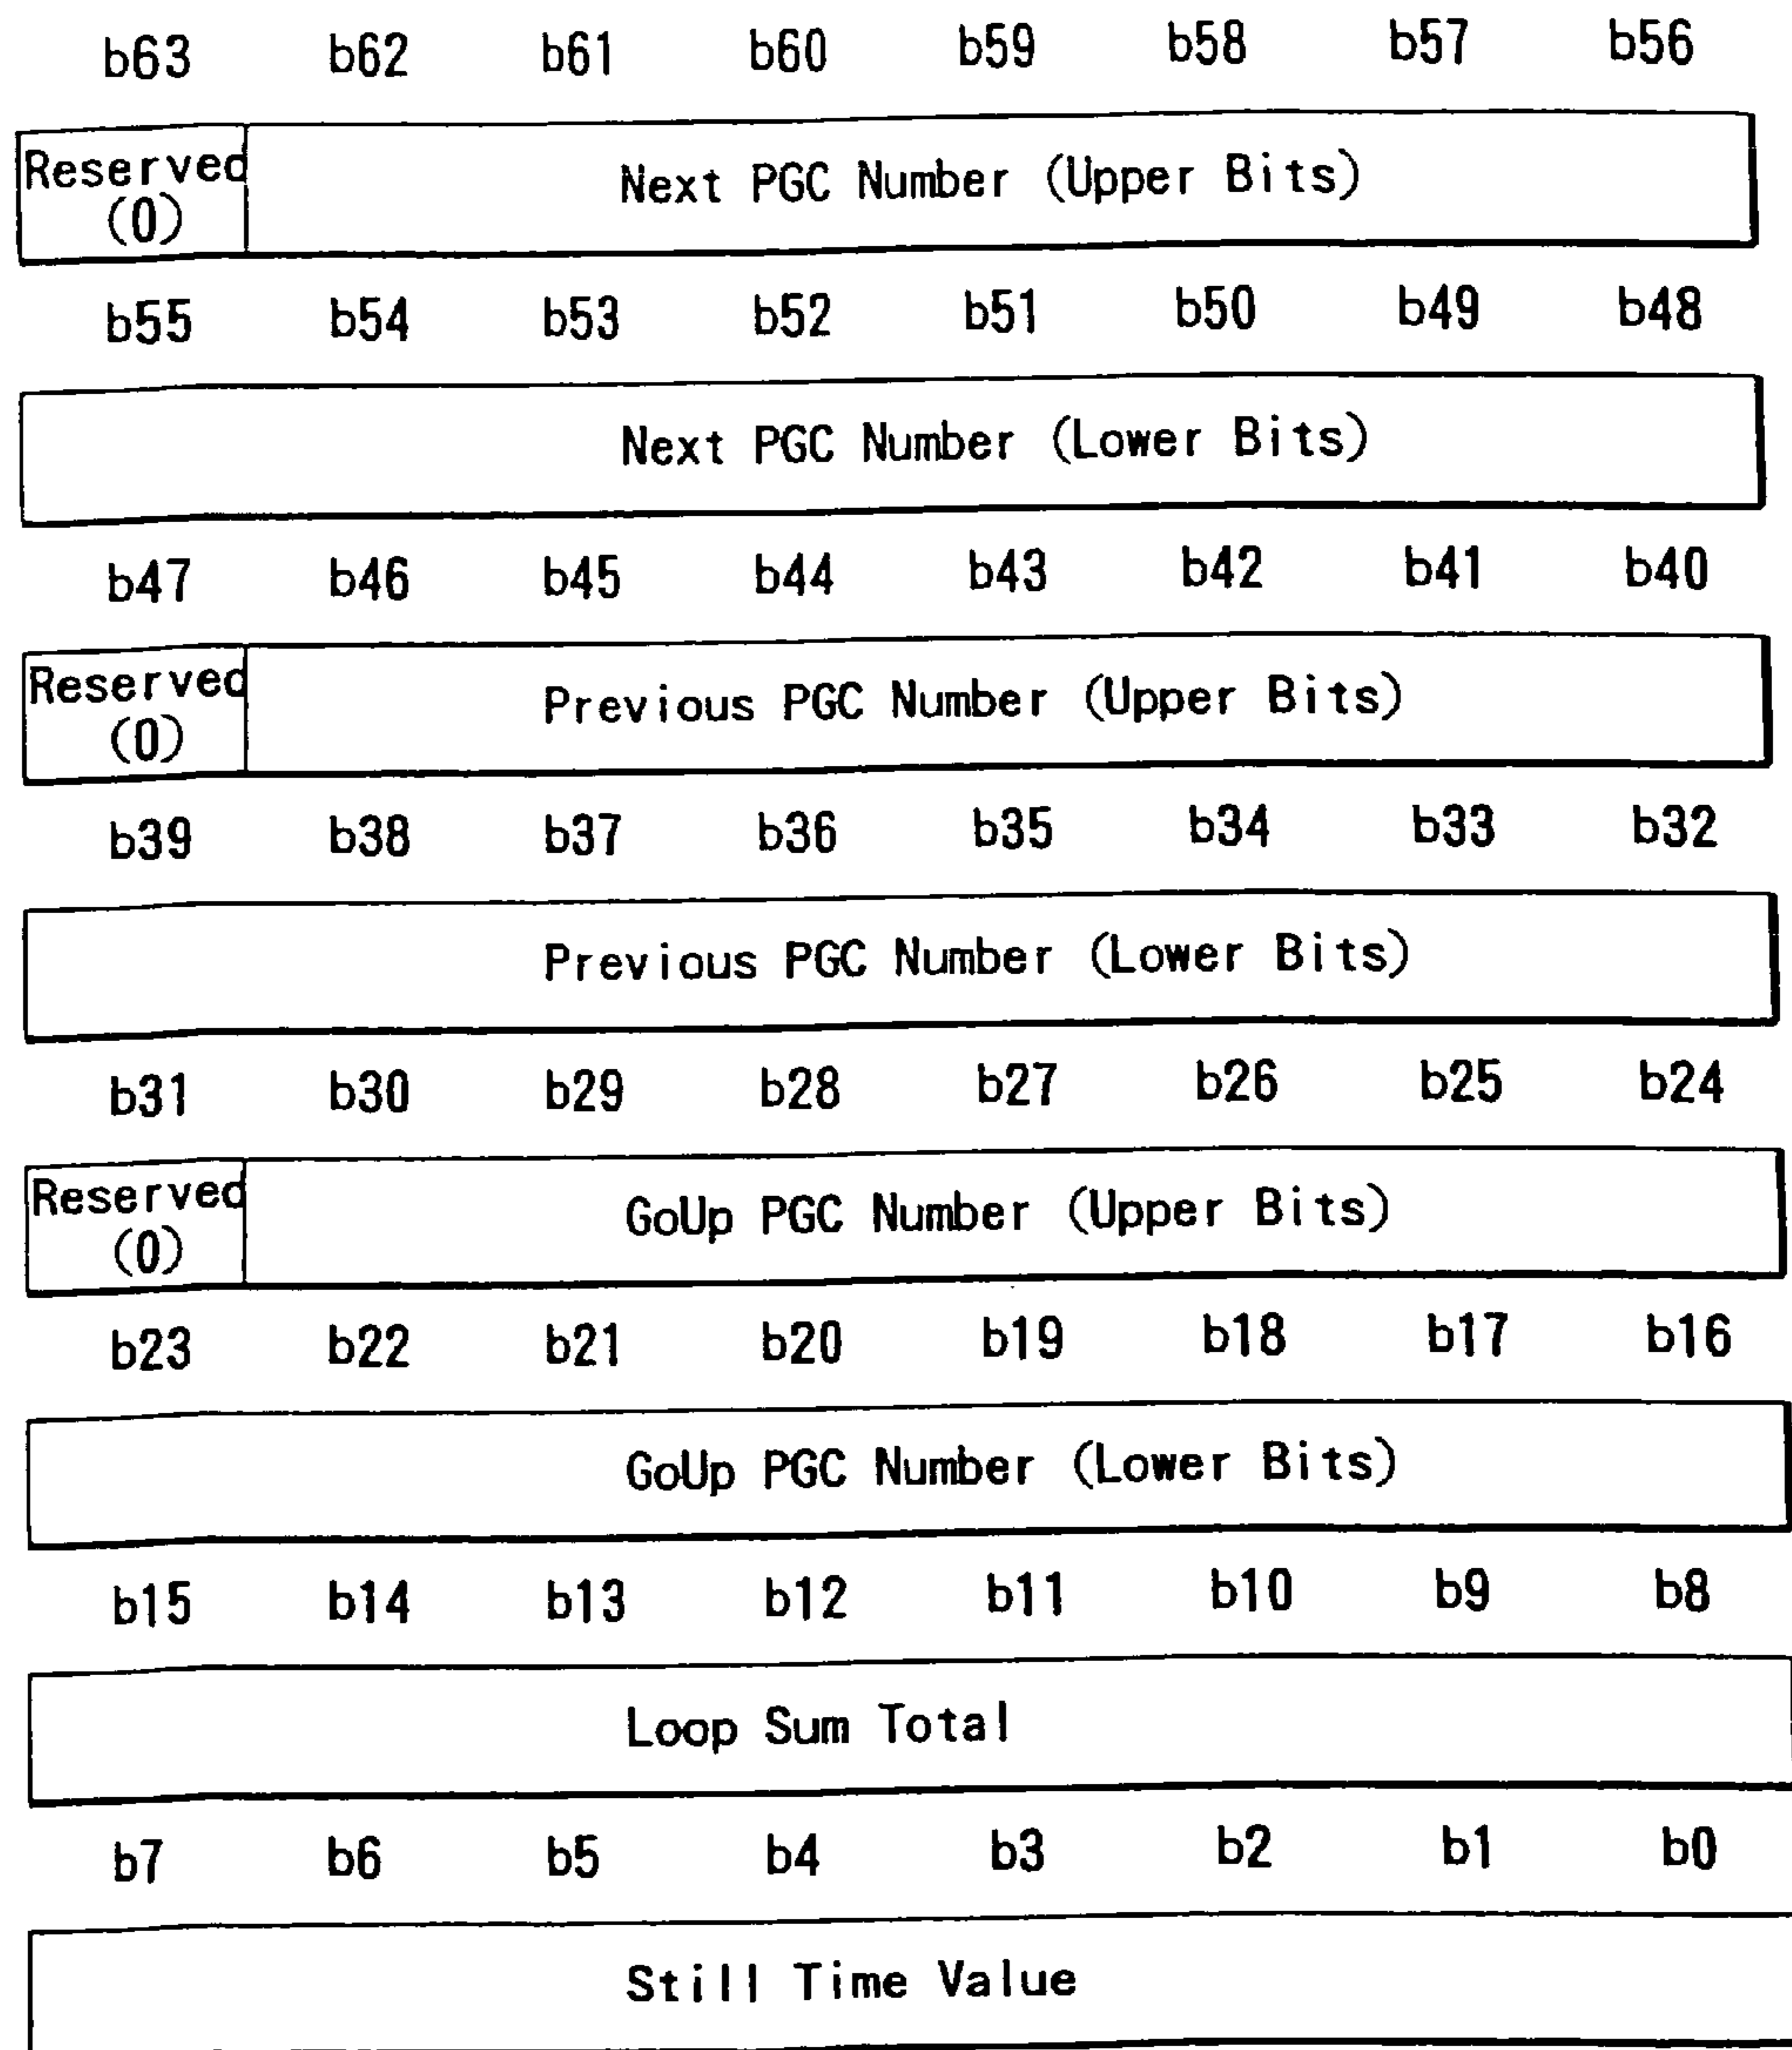 b63 b62 b61 b60 b59 b58 b57 b56
Reserved
(0)
Next PGC Number (Upper Bits)
b55 b54 b53 b52 b51 b50 b49 b48
Next PGC Number (Lower Bits)
b47 b46 b45 b44 b43 b42 b41 b40
Reserved
(0)
Previous PGC Number (Upper Bits)
b39 b38 b37 b36 b35 b34 b33 b32
Previous PGC Number (Lower Bits)
b31 b30 b29 b28 b27 b26 b25 b24
Reserved
(0)
GoUp PGC Number (Upper Bits)
b23 b22 b21 b20 b19 b18 b17 b16
GoUp PGC Number (Lower Bits)
b15 b14 b13 b12 b11 b10 b9 b8
Loop Sum Total
b7 b6 b5 b4 b3 b2 b1 b0
Still Time Value